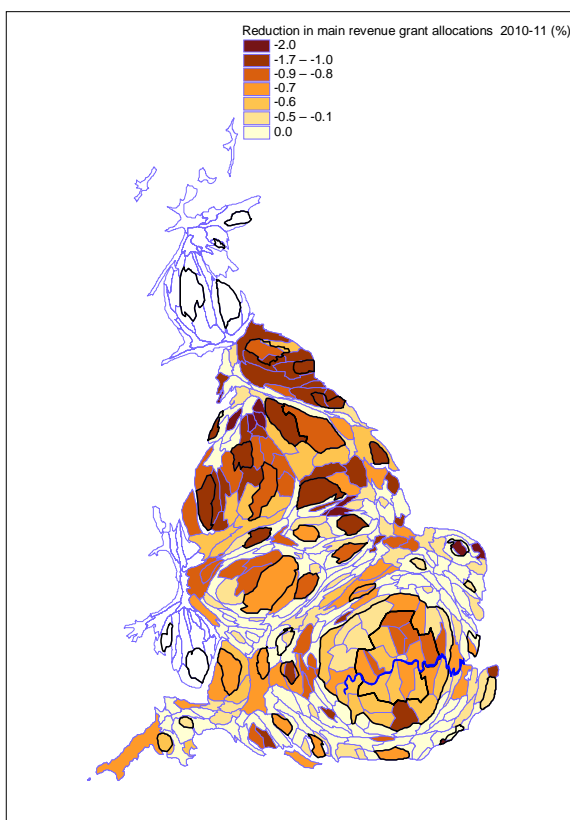 Reduction in main revenue grant allocations 2010-11 (%)
-2.0
-1.7 – -1.0
-0.9 – -0.8
-0.7
-0.6
-0.5 – -0.1
0.0